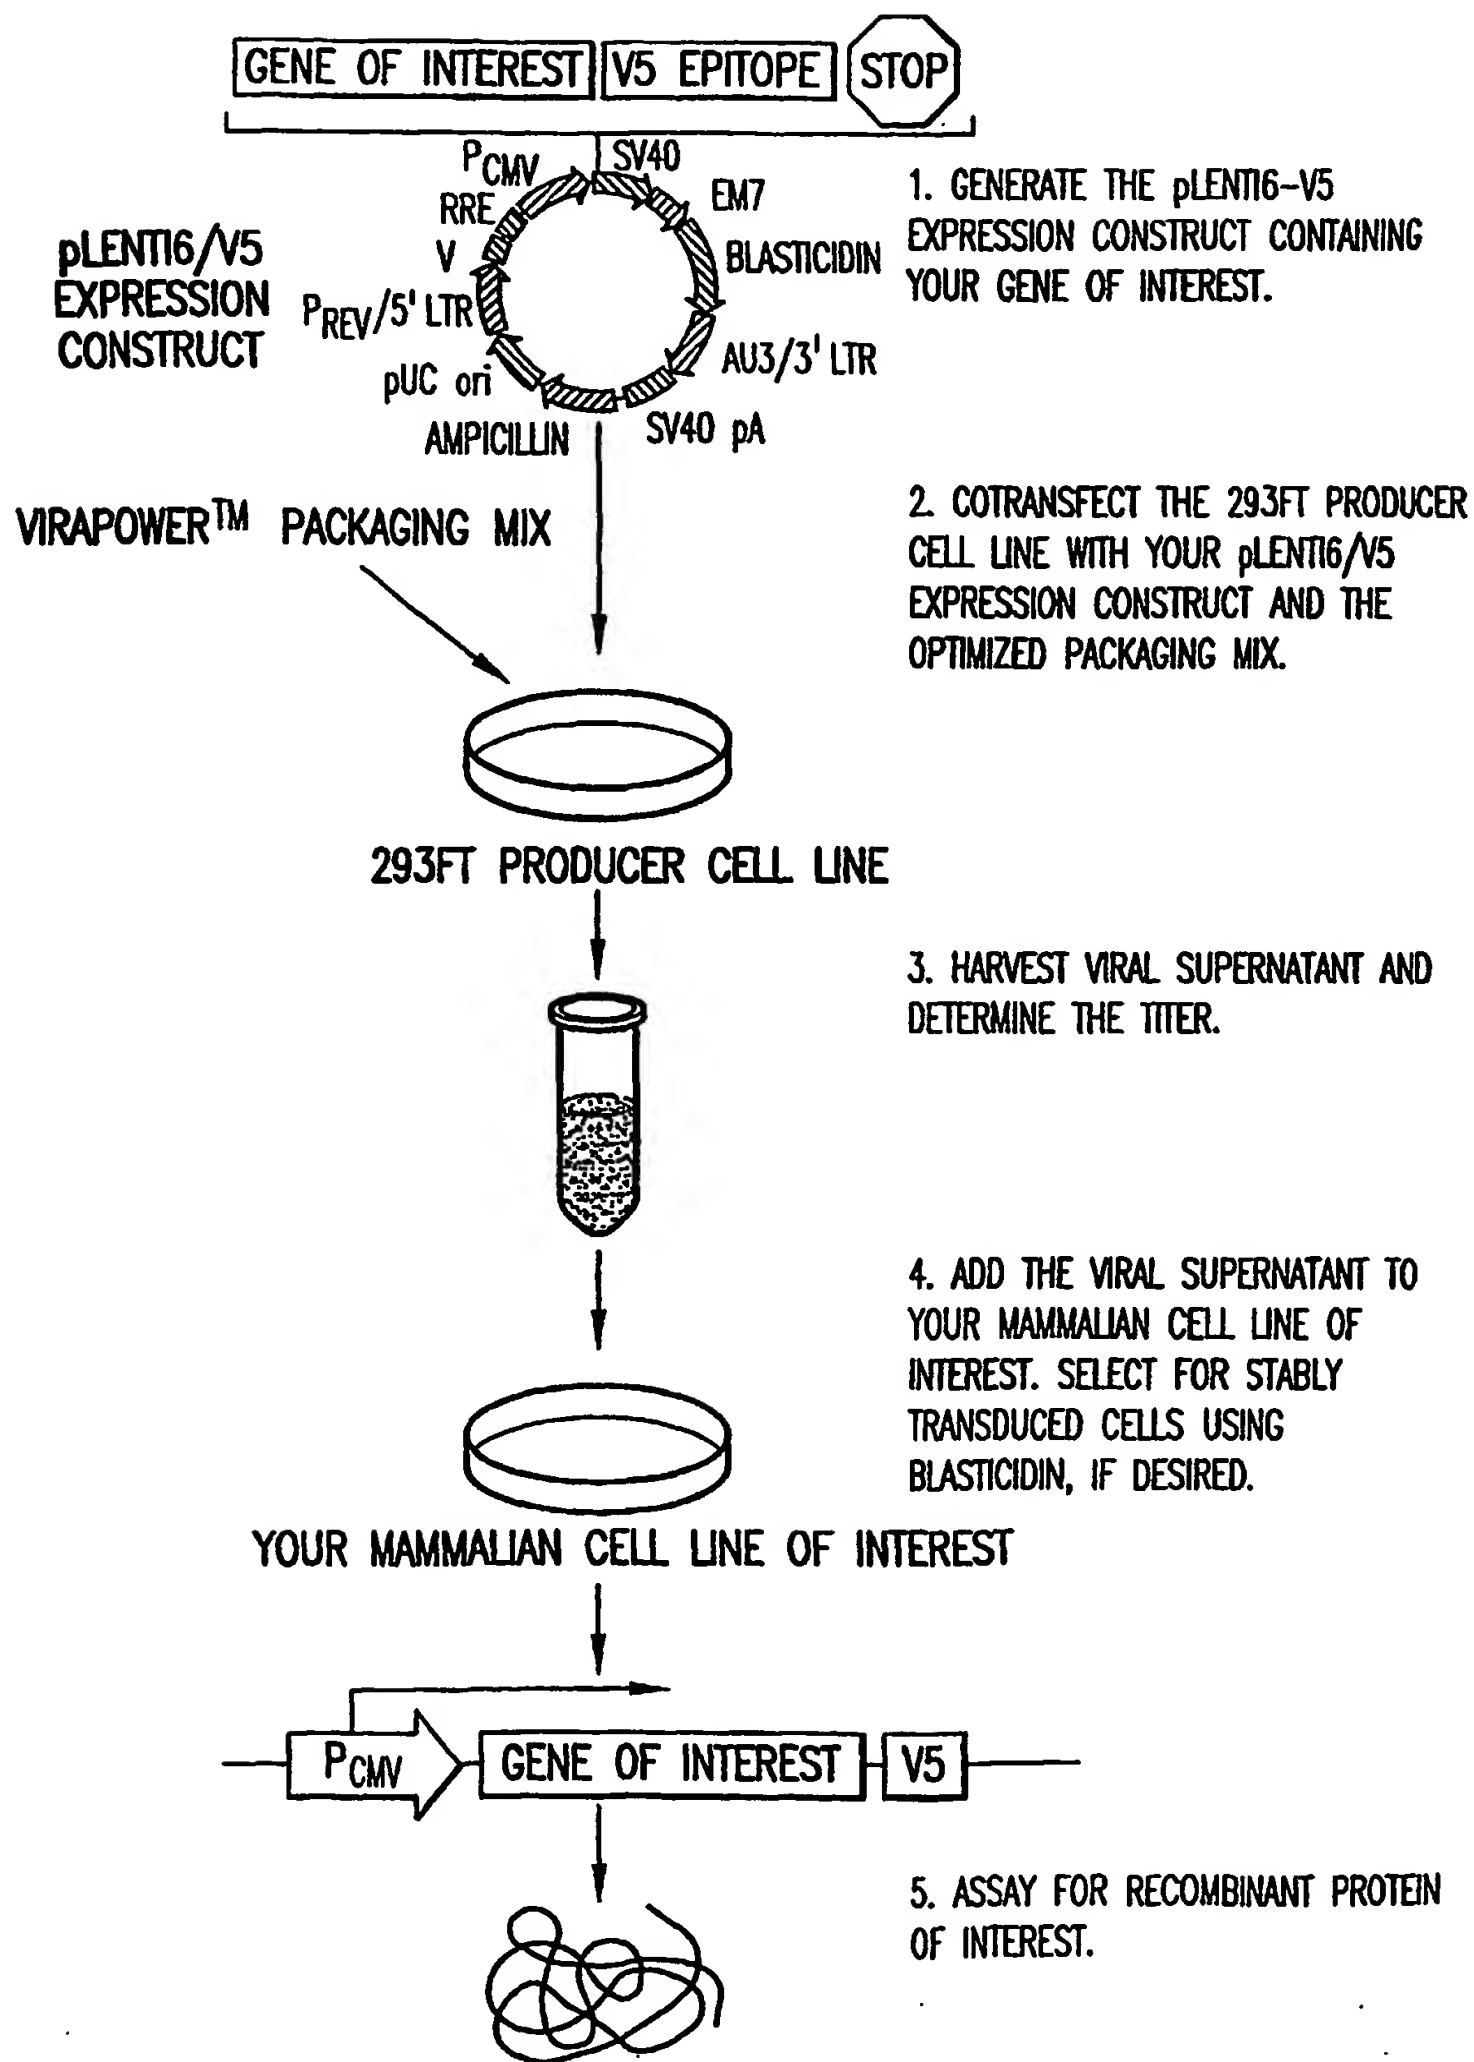 GENE OF INTEREST V5 EPITOPE STOP
PCMV SV40
RRE EM7
V BLASTICIDIN
PREV/5' LTR AU3/3' LTR
pUC ori SV40 pA
AMPICILLIN
pLENTI6/V5
EXPRESSION
CONSTRUCT
1. GENERATE THE pLENTI6-V5
EXPRESSION CONSTRUCT CONTAINING
YOUR GENE OF INTEREST.
VIRAPOWER™ PACKAGING MIX
2. COTRANSFECT THE 293FT PRODUCER
CELL LINE WITH YOUR pLENTI6/V5
EXPRESSION CONSTRUCT AND THE
OPTIMIZED PACKAGING MIX.
293FT PRODUCER CELL LINE
3. HARVEST VIRAL SUPERNATANT AND
DETERMINE THE TITER.
4. ADD THE VIRAL SUPERNATANT TO
YOUR MAMMALIAN CELL LINE OF
INTEREST. SELECT FOR STABLY
TRANSDUCED CELLS USING
BLASTICIDIN, IF DESIRED.
YOUR MAMMALIAN CELL LINE OF INTEREST
PCMV GENE OF INTEREST V5
5. ASSAY FOR RECOMBINANT PROTEIN
OF INTEREST.